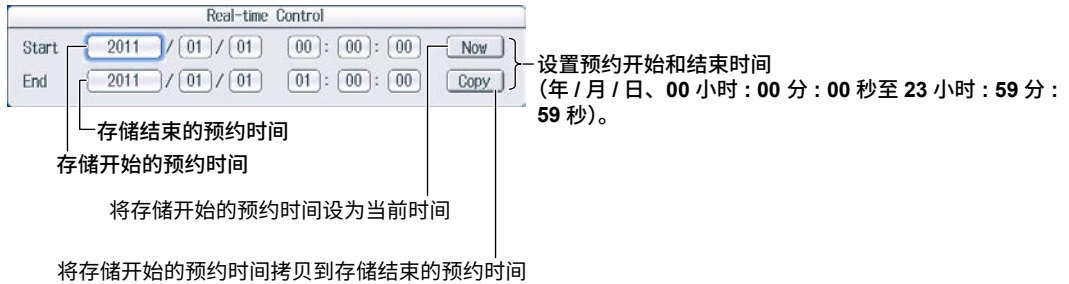 Real-time Control
Start 2011 / 01 / 01 00 : 00 : 00 Now
End 2011 / 01 / 01 01 : 00 : 00 Copy
设置预约开始和结束时间
（年 / 月 / 日、00 小时 : 00 分 : 00 秒至 23 小时 : 59 分 :
59 秒）。
存储结束的预约时间
存储开始的预约时间
将存储开始的预约时间设为当前时间
将存储开始的预约时间拷贝到存储结束的预约时间